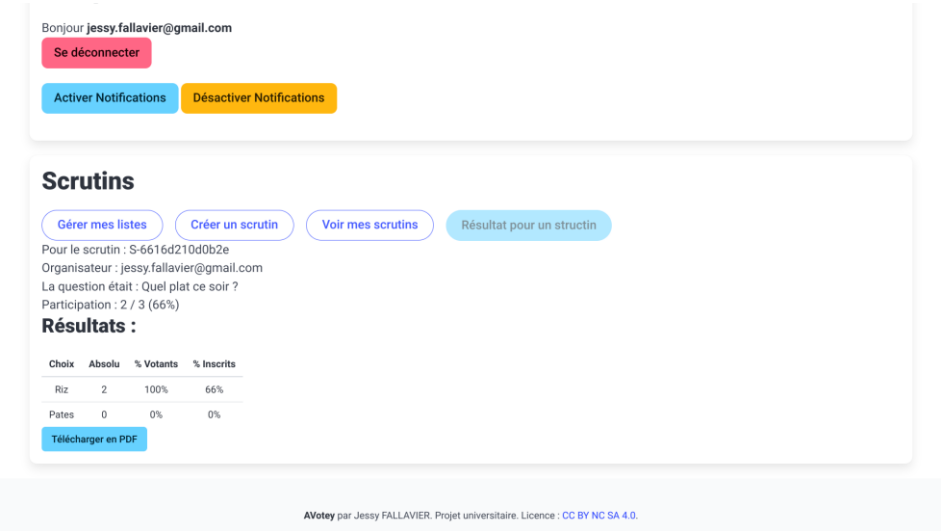 Bonjour jessy.fallavier@gmail.com
Se déconnecter
Activer Notifications Désactiver Notifications
Scrutins
Gérer mes listes Créer un scrutin Voir mes scrutins Résultat pour un structin
Pour le scrutin : S-6616d210d0b2e
Organisateur : jessy.fallavier@gmail.com
La question était : Quel plat ce soir ?
Participation : 2 / 3 (66%)
Résultats :
Choix Absolu % Votants % Inscrits
Riz 2 100% 66%
Pates 0 0% 0%
Télécharger en PDF
AVotey par Jessy FALLAVIER. Projet universitaire. Licence : CC BY NC SA 4.0.